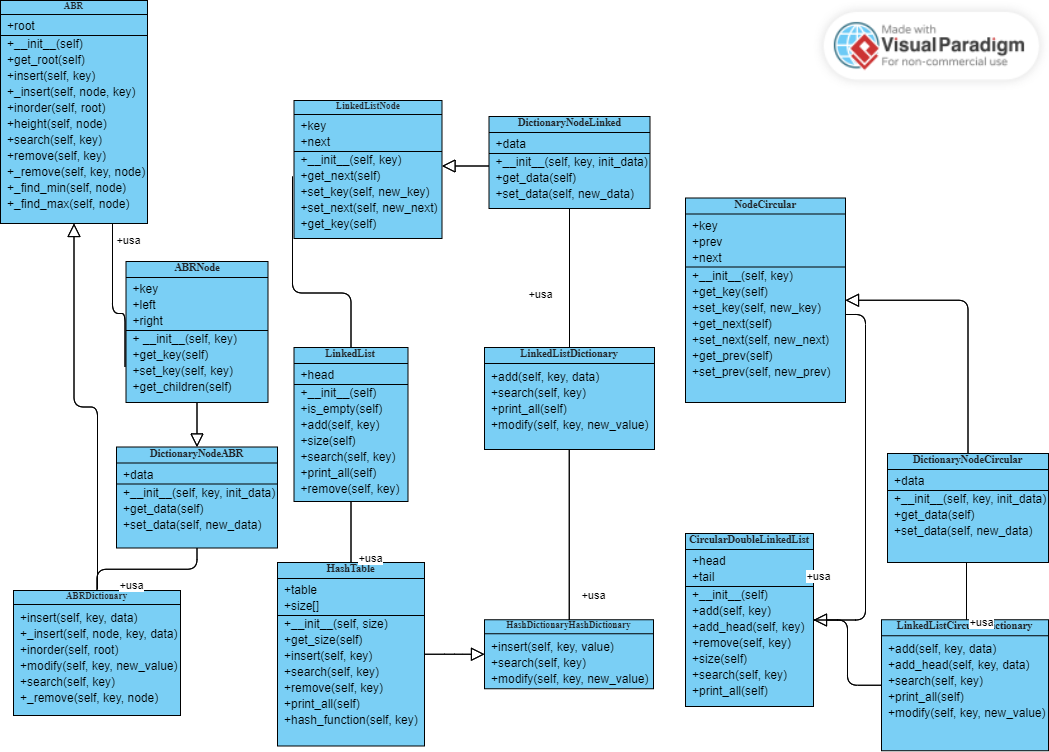 ABR
+root
+__init__(self)
+get_root(self)
+insert(self, key)
+_insert(self, node, key)
+inorder(self, root)
+height(self, node)
+search(self, key)
+remove(self, key)
+_remove(self, key, node)
+_find_min(self, node)
+_find_max(self, node)
+usa
ABRNode
+key
+left
+right
+ __init__(self, key)
+get_key(self)
+set_key(self, key)
+get_children(self)
DictionaryNodeABR
+data
+__init__(self, key, init_data)
+get_data(self)
+set_data(self, new_data)
+usa
ABRDictionary
+insert(self, key, data)
+_insert(self, node, key, data)
+inorder(self, root)
+modify(self, key, new_value)
+search(self, key)
+_remove(self, key, node)
LinkedListNode
+key
+next
+__init__(self, key)
+get_next(self)
+set_key(self, new_key)
+set_next(self, new_next)
+get_key(self)
LinkedList
+head
+__init__(self)
+is_empty(self)
+add(self, key)
+size(self)
+search(self, key)
+print_all(self)
+remove(self, key)
+usa
HashTable
+table
+size[]
+__init__(self, size)
+get_size(self)
+insert(self, key)
+search(self, key)
+remove(self, key)
+print_all(self)
+hash_function(self, key)
DictionaryNodeLinked
+data
+__init__(self, key, init_data)
+get_data(self)
+set_data(self, new_data)
+usa
LinkedListDictionary
+add(self, key, data)
+search(self, key)
+print_all(self)
+modify(self, key, new_value)
+usa
HashDictionaryHashDictionary
+insert(self, key, value)
+search(self, key)
+modify(self, key, new_value)
Made with
Visual Paradigm
For non-commercial use
NodeCircular
+key
+prev
+next
+__init__(self, key)
+get_key(self)
+set_key(self, new_key)
+get_next(self)
+set_next(self, new_next)
+get_prev(self)
+set_prev(self, new_prev)
CircularDoubleLinkedList
+head
+tail
+__init__(self)
+add(self, key)
+add_head(self, key)
+remove(self, key)
+size(self)
+search(self, key)
+print_all(self)
+usa
DictionaryNodeCircular
+data
+__init__(self, key, init_data)
+get_data(self)
+set_data(self, new_data)
+usa
+add(self, key, data)
+add_head(self, key, data)
+search(self, key)
+print_all(self)
+modify(self, key, new_value)